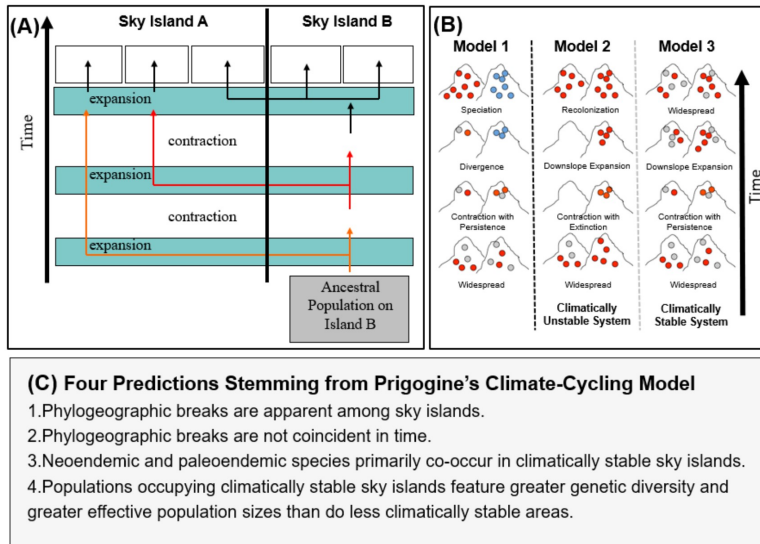 (A)
Sky Island A
Sky Island B
expansion
contraction
contraction
expansion
Time
Ancestral
Population on
Island B
(B)
Model 1
Model 2
Model 3
Speciation
Recolonization
Widespread
Divergence
Downslope Expansion
Downslope Expansion
Contraction with
Persistence
Contraction with
Extinction
Contraction with
Persistence
Widespread
Widespread
Widespread
Climatically
Unstable System
Climatically
Stable System
Time
(C) Four Predictions Stemming from Prigogine's Climate-Cycling Model
1.Phylogeographic breaks are apparent among sky islands.
2.Phylogeographic breaks are not coincident in time.
3.Neoendemic and paleoendemic species primarily co-occur in climatically stable sky islands.
4.Populations occupying climatically stable sky islands feature greater genetic diversity and
greater effective population sizes than do less climatically stable areas.